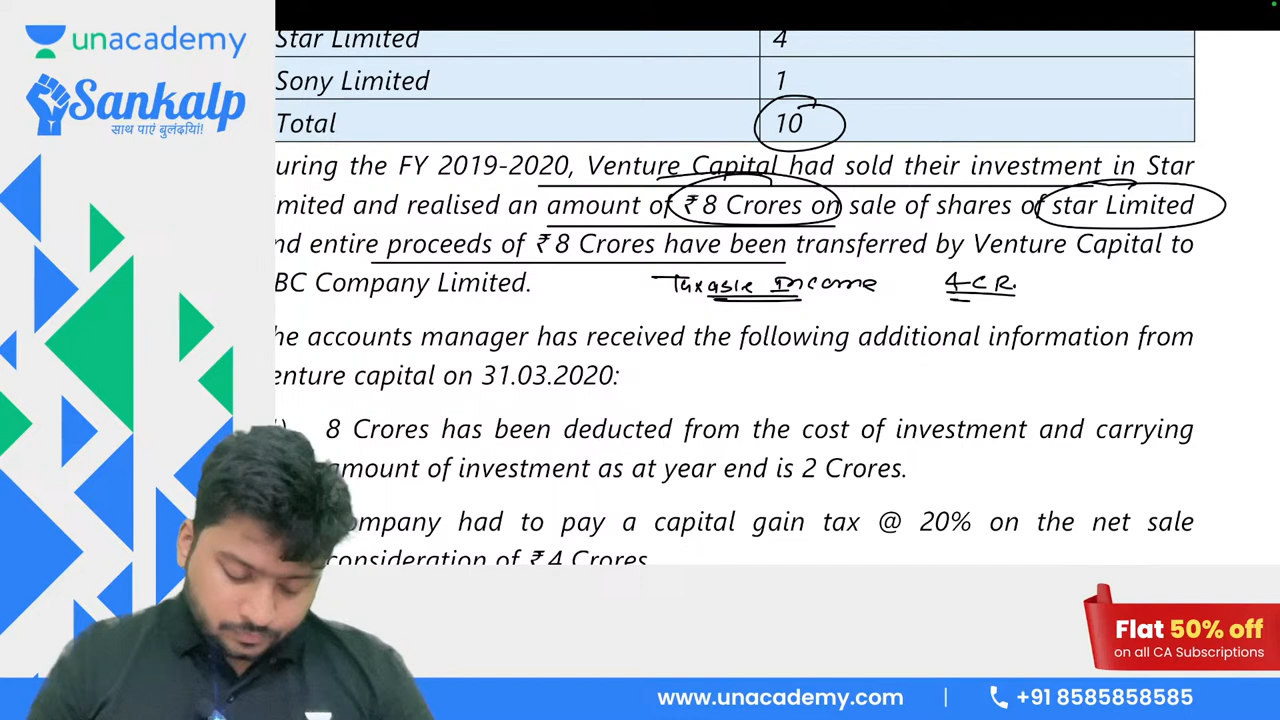 unacademy
Sankalp
साथ पाएं बुलंदियां!
Star Limited 4
Sony Limited 1
Total 10
uring the FY 2019-2020, Venture Capital had sold their investment in Star
mited and realised an amount of ₹8 Crores on sale of shares of star Limited
nd entire proceeds of ₹8 Crores have been transferred by Venture Capital to
BC Company Limited.
Taxable Income 4 CR.
he accounts manager has received the following additional information from
enture capital on 31.03.2020:
) 8 Crores has been deducted from the cost of investment and carrying
amount of investment as at year end is 2 Crores.
ompany had to pay a capital gain tax @ 20% on the net sale
consideration of ₹4 Crores
Flat 50% off
on all CA Subscriptions
www.unacademy.com | +91 8585858585